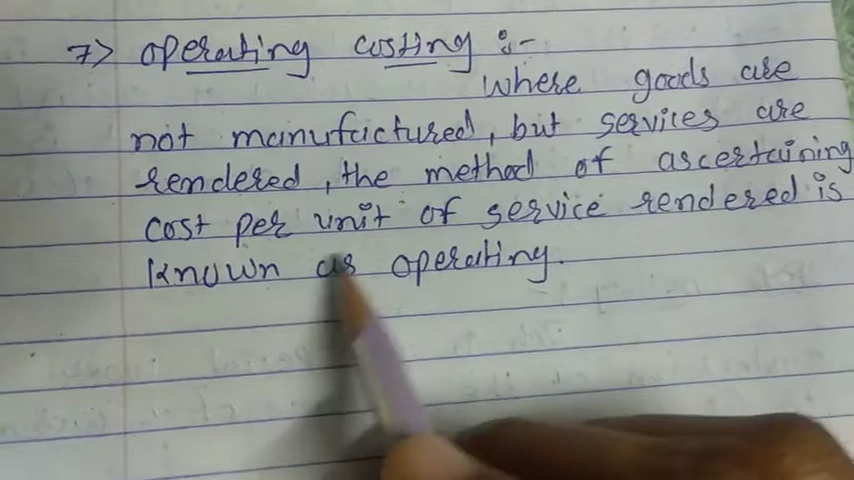 7> operating costing :-
where goods are
not manufactured, but services are
rendered, the method of ascertaining
cost per unit of service rendered is
known as operating.